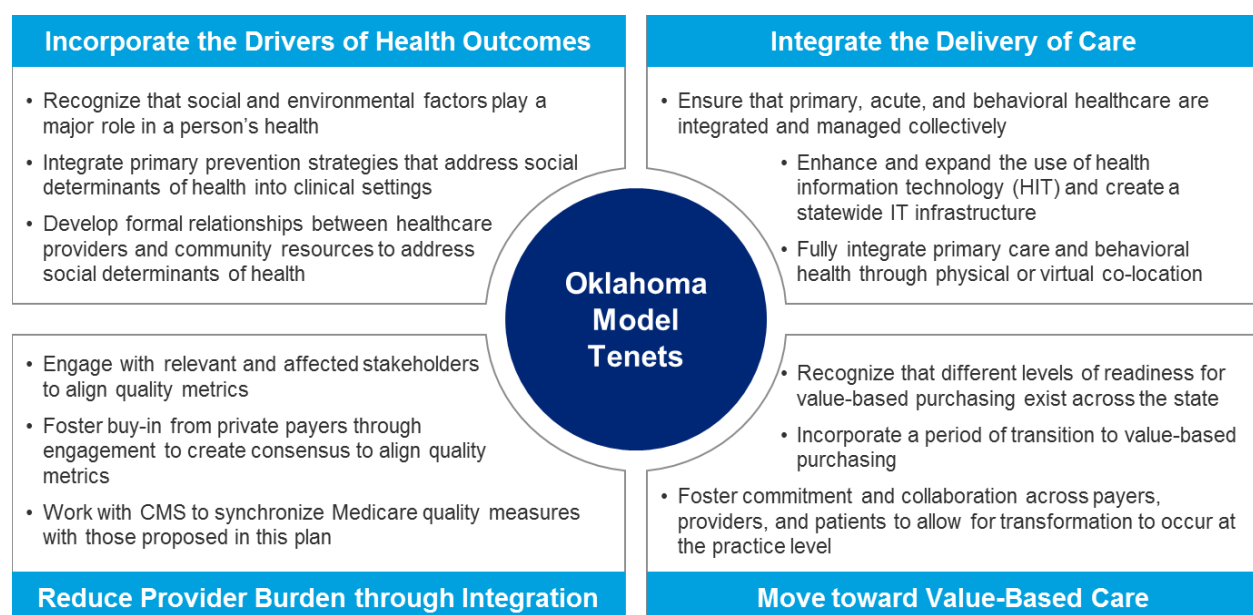 Incorporate the Drivers of Health Outcomes
• Recognize that social and environmental factors play a
major role in a person's health
• Integrate primary prevention strategies that address social
determinants of health into clinical settings
• Develop formal relationships between healthcare
providers and community resources to address
social determinants of health
Integrate the Delivery of Care
• Ensure that primary, acute, and behavioral healthcare are
integrated and managed collectively
• Enhance and expand the use of health
information technology (HIT) and create a
statewide IT infrastructure
• Fully integrate primary care and behavioral
health through physical or virtual co-location
Oklahoma
Model
Tenets
• Engage with relevant and affected stakeholders
to align quality metrics
• Foster buy-in from private payers through
engagement to create consensus to align quality
metrics
• Work with CMS to synchronize Medicare quality measures
with those proposed in this plan
Reduce Provider Burden through Integration
• Recognize that different levels of readiness for
value-based purchasing exist across the state
• Incorporate a period of transition to value-based
purchasing
• Foster commitment and collaboration across payers,
providers, and patients to allow for transformation to occur at
the practice level
Move toward Value-Based Care